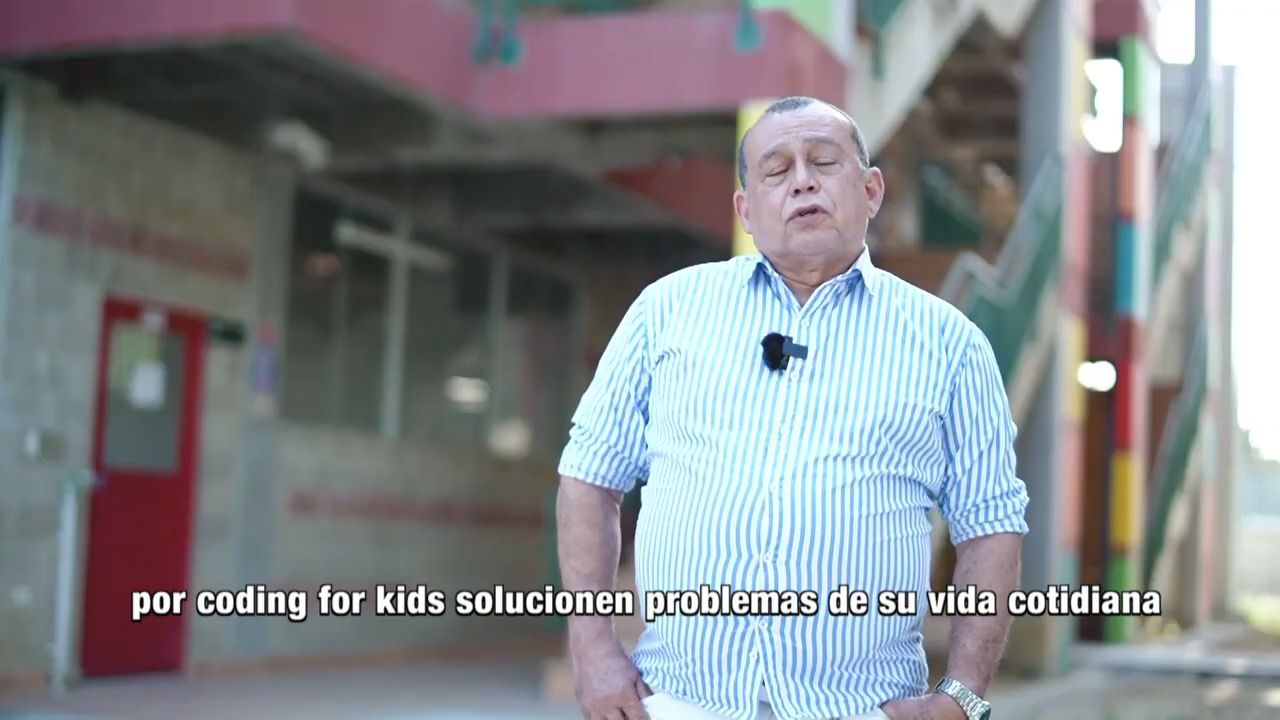 por coding for kids solucionen problemas de su vida cotidiana